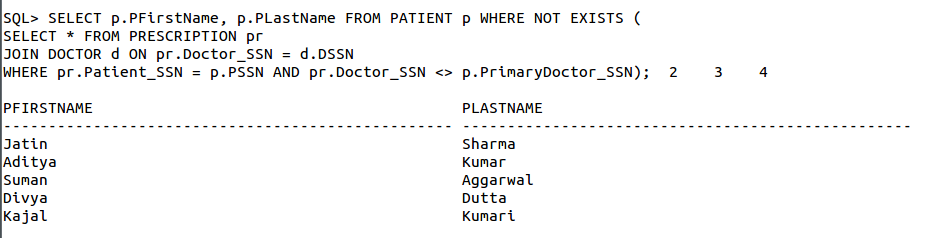 SQL> SELECT p.PFirstName, p.PLastName FROM PATIENT p WHERE NOT EXISTS (
SELECT * FROM PRESCRIPTION pr
JOIN DOCTOR d ON pr.Doctor_SSN = d.DSSN
WHERE pr.Patient_SSN = p.PSSN AND pr.Doctor_SSN <> p.PrimaryDoctor_SSN);  2    3    4
PFIRSTNAME                                         PLASTNAME
-------------------------------------------------- --------------------------------------------------
Jatin                                              Sharma
Aditya                                             Kumar
Suman                                              Aggarwal
Divya                                              Dutta
Kajal                                              Kumari